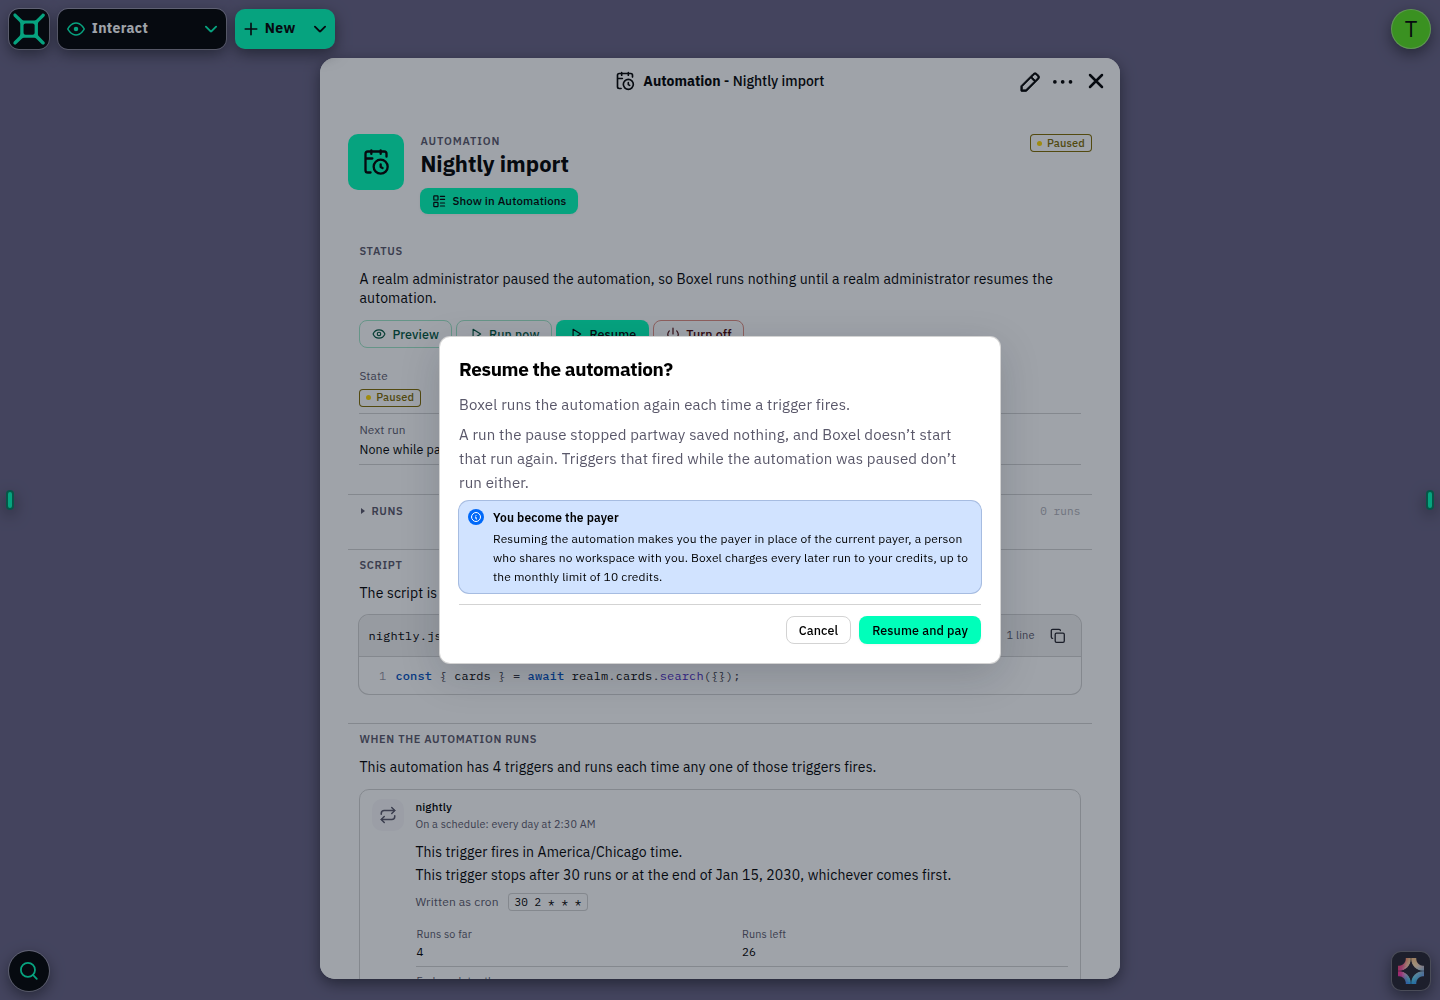 Interact
New
T
Automation - Nightly import
AUTOMATION
Nightly import
Paused
Show in Automations
STATUS
A realm administrator paused the automation, so Boxel runs nothing until a realm administrator resumes the
automation.
Preview
Run now
Resume
Turn off
State
Paused
Next run
None while pa
RUNS
0 runs
SCRIPT
The script is
nightly.js
1 line
1 const { cards } = await realm.cards.search({});
Resume the automation?
Boxel runs the automation again each time a trigger fires.
A run the pause stopped partway saved nothing, and Boxel doesn’t start
that run again. Triggers that fired while the automation was paused don’t
run either.
You become the payer
Resuming the automation makes you the payer in place of the current payer, a person
who shares no workspace with you. Boxel charges every later run to your credits, up to
the monthly limit of 10 credits.
Cancel
Resume and pay
WHEN THE AUTOMATION RUNS
This automation has 4 triggers and runs each time any one of those triggers fires.
nightly
On a schedule: every day at 2:30 AM
This trigger fires in America/Chicago time.
This trigger stops after 30 runs or at the end of Jan 15, 2030, whichever comes first.
Written as cron 30 2 * * *
Runs so far
4
Runs left
26